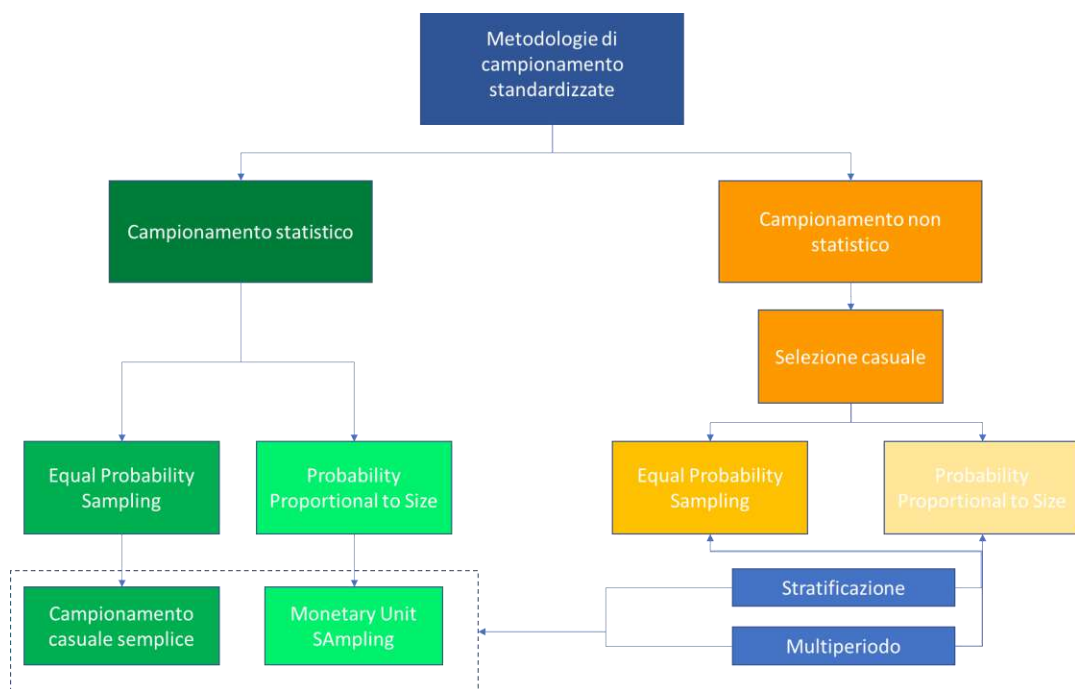 Metodologie di
campionamento
standardizzate
Campionamento statistico
Campionamento non
statistico
Selezione casuale
Equal Probability
Sampling
Probability
Proportional to Size
Equal Probability
Sampling
Probability
Proportional to Size
Campionamento
casuale semplice
Monetary Unit
SAmpling
Stratificazione
Multiperiodo